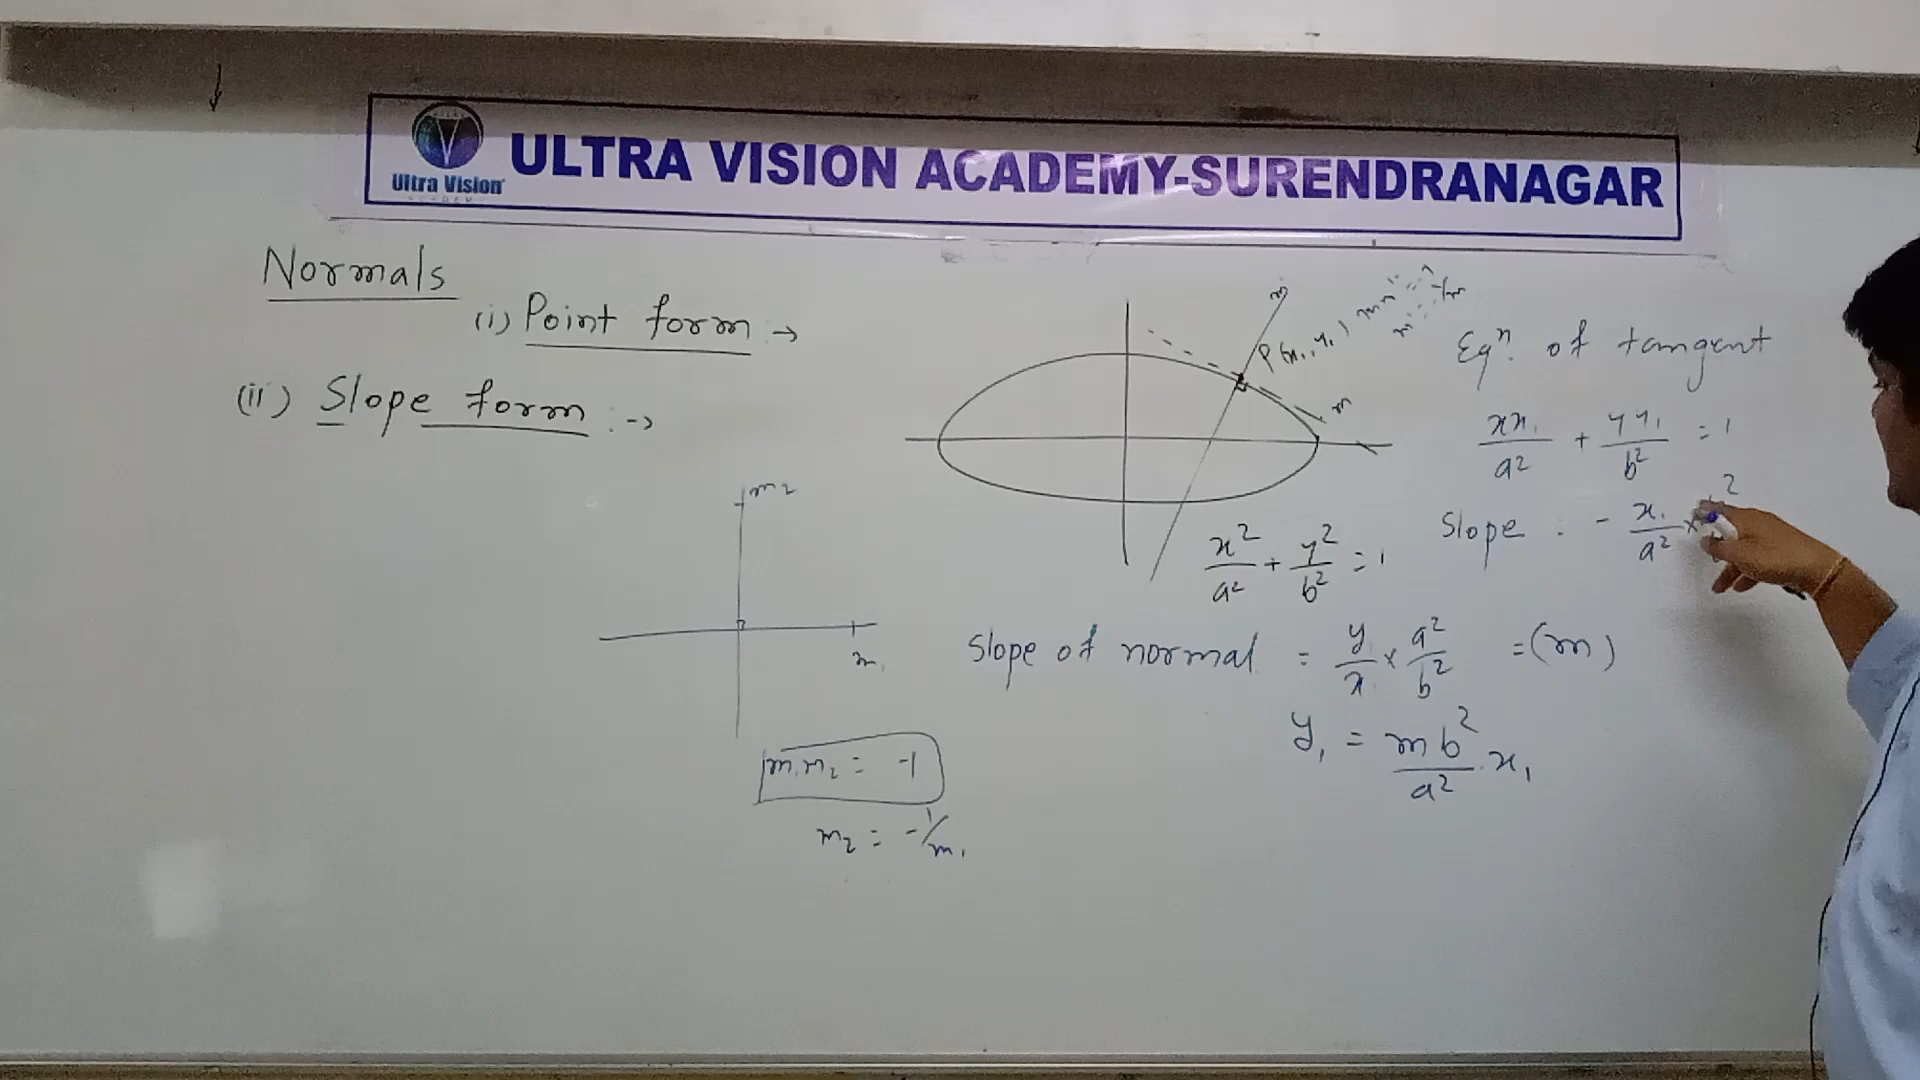 Ultra Vision
ULTRA VISION ACADEMY-SURENDRANAGAR
Normals
(i) Point form :→
(ii) Slope form :→
m'
P(x₁, y₁)
m
x²/a² + y²/b² = 1
Eqⁿ. of tangent
xx₁/a² + yy₁/b² = 1
Slope : - x₁/a² ×
Slope of normal = y₁/x₁ × a²/b² = (m)
y₁ = mb²/a² . x₁
m₂
m₁
m₁m₂ = -1
m₂ = -1/m₁